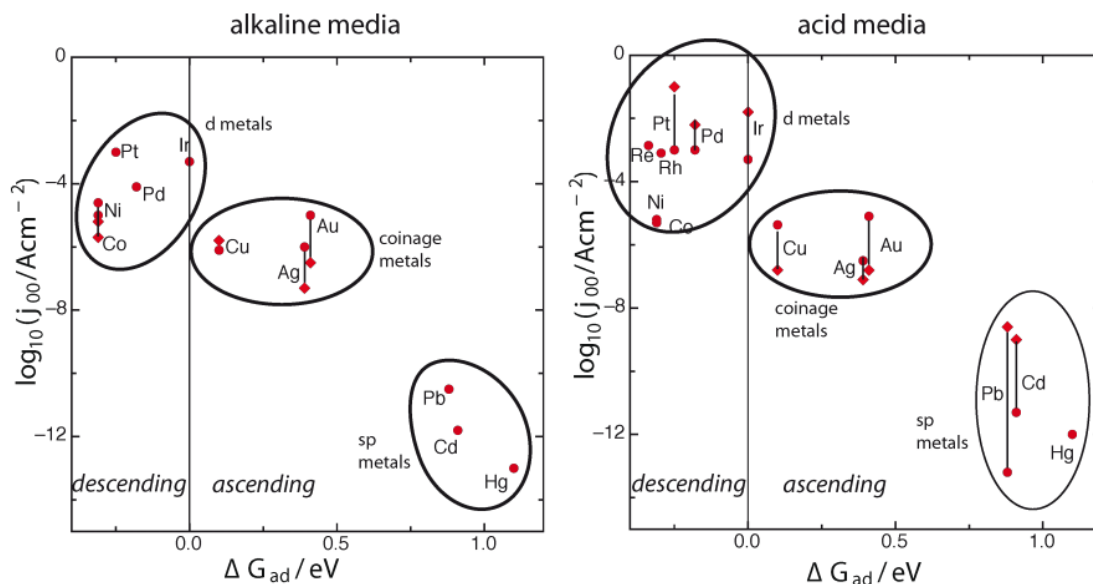 alkaline media
log10 (j00/Acm−2)
0
−4
−8
−12
d metals
Ir
Pt
Pd
Ni
Co
Cu
Au
Ag
coinage
metals
Pb
Cd
Hg
sp
metals
descending
ascending
0.0
0.5
1.0
Δ Gad / eV
acid media
log10 (j00/Acm−2)
0
−4
−8
−12
Pt
Pd
Ir
d metals
Re
Rh
Ni
Co
Cu
Au
Ag
coinage
metals
Pb
Cd
Hg
sp
metals
descending
ascending
0.0
0.5
1.0
Δ Gad / eV